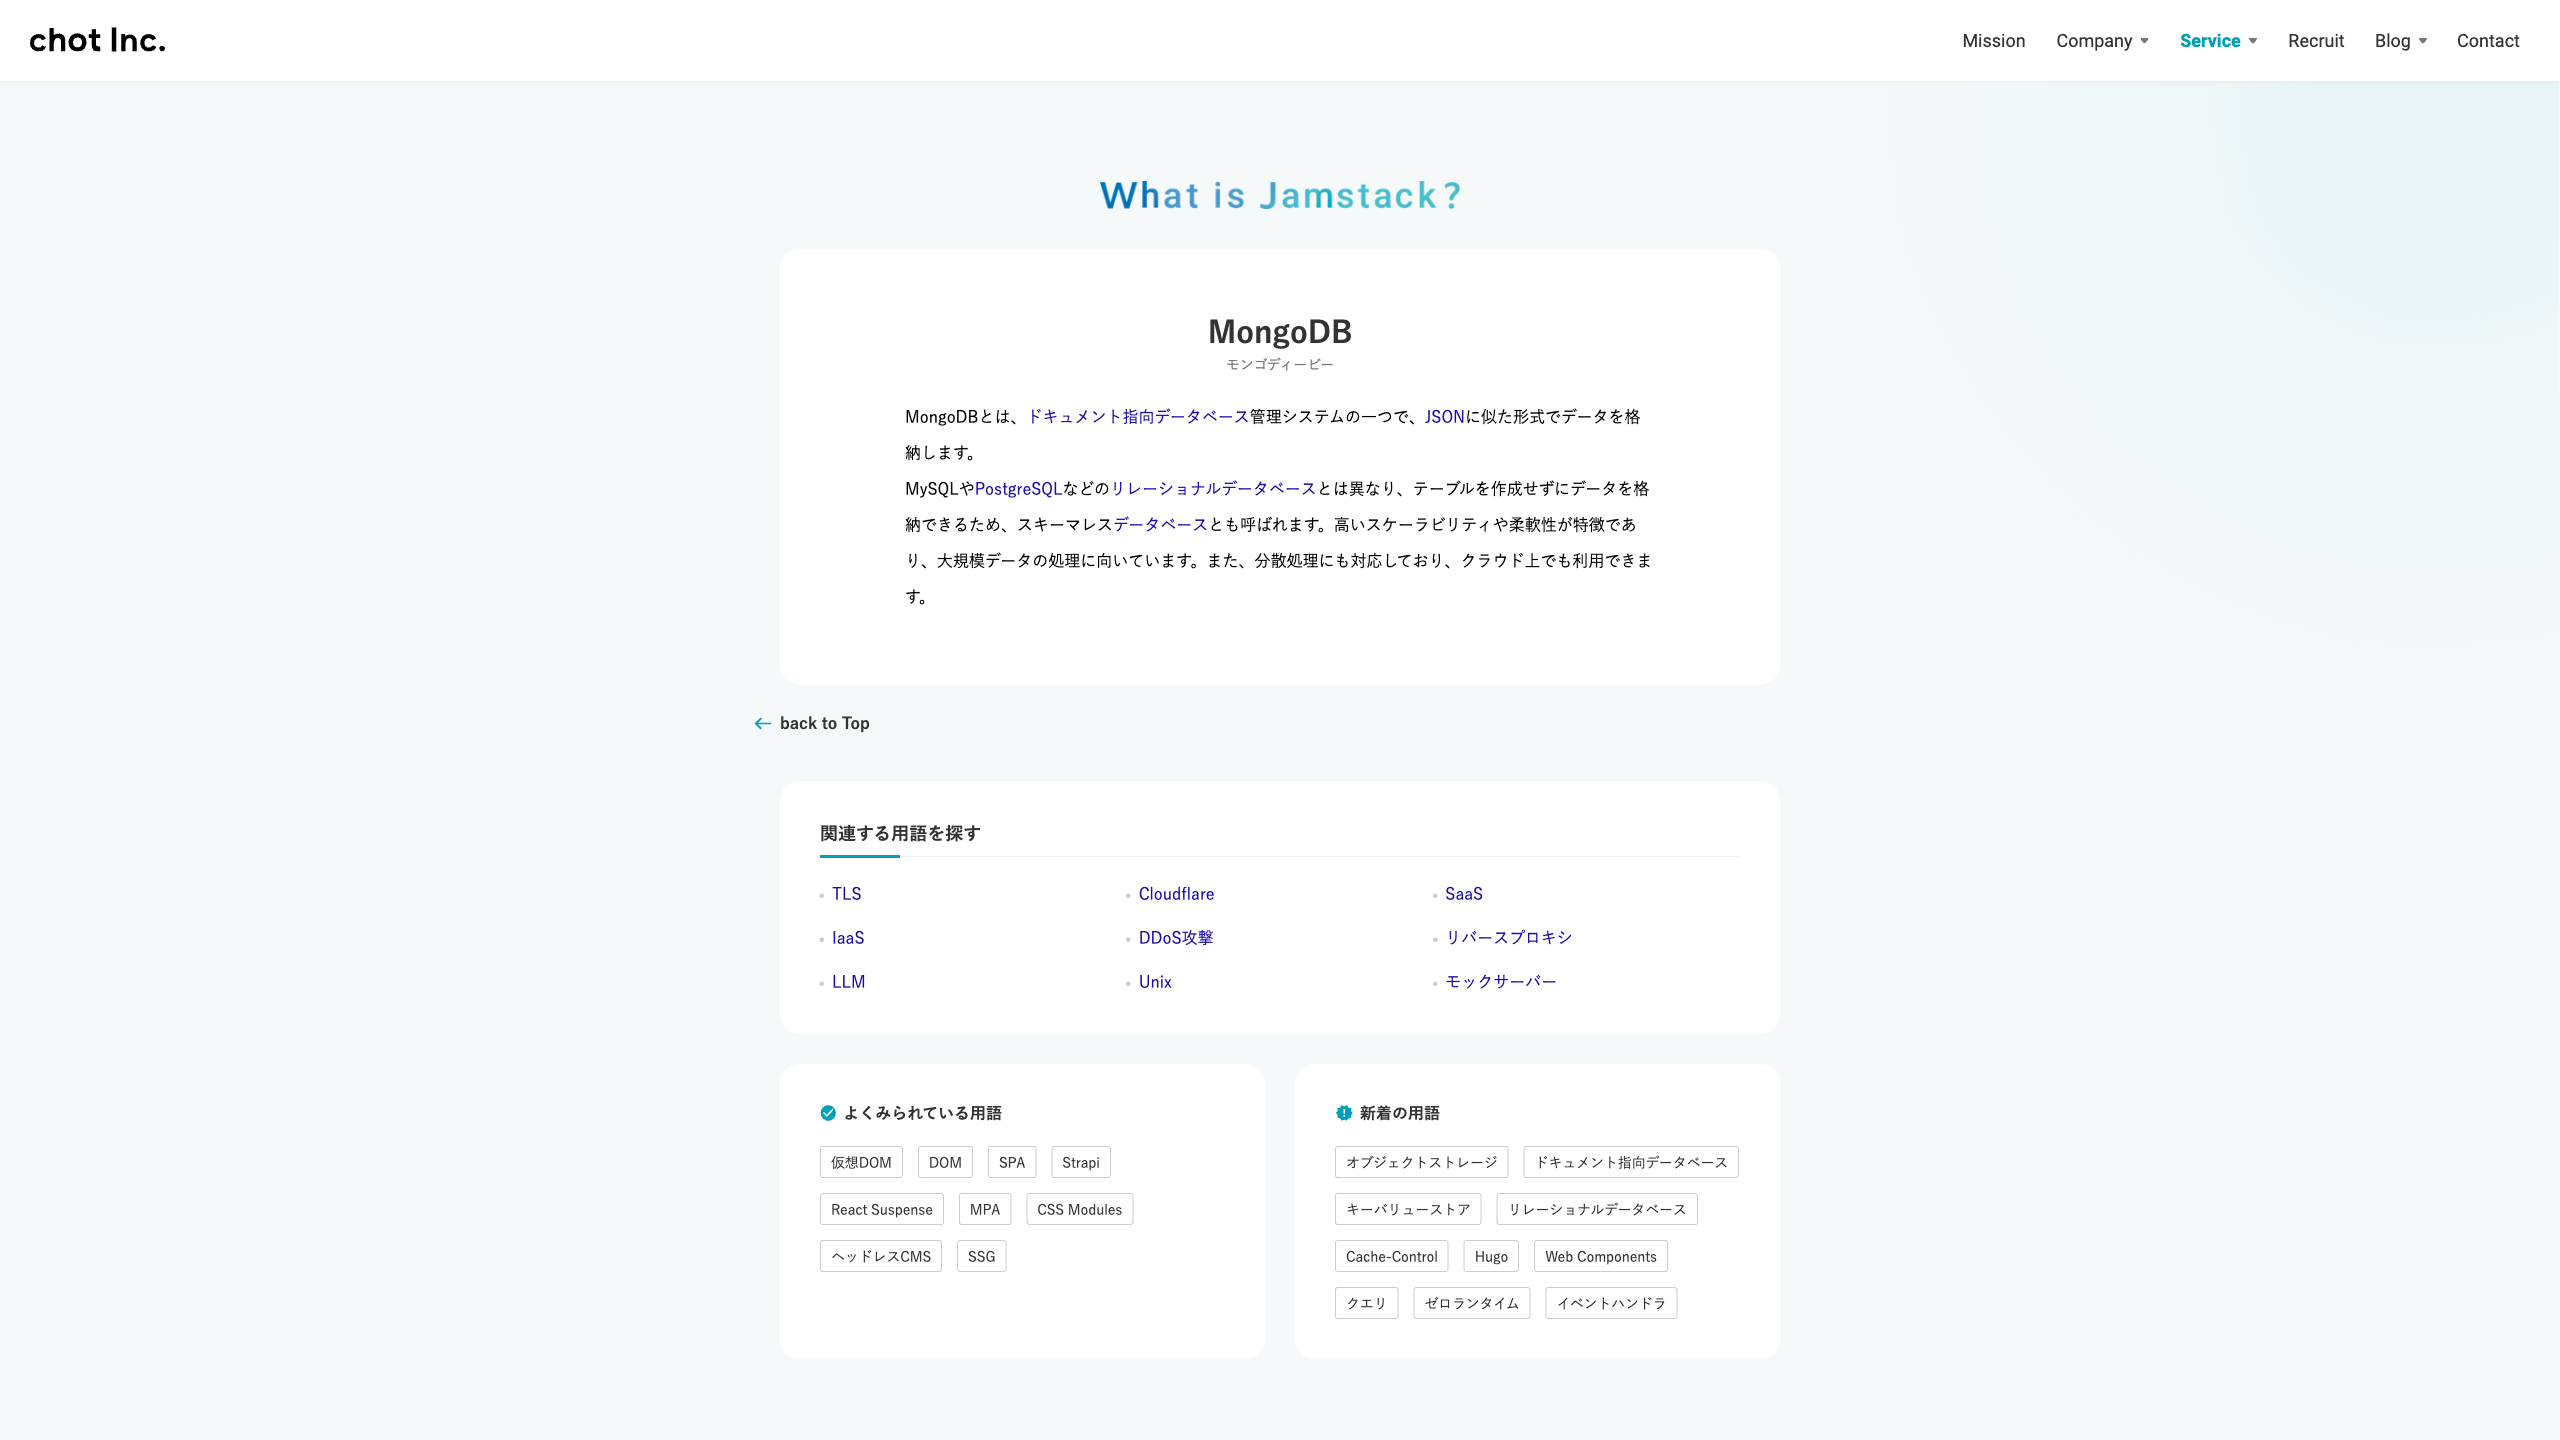 chot Inc.
Mission Company Service Recruit Blog Contact
What is Jamstack?
MongoDB
モンゴディービー
MongoDBとは、ドキュメント指向データベース管理システムの一つで、JSONに似た形式でデータを格
納します。
MySQLやPostgreSQLなどのリレーショナルデータベースとは異なり、テーブルを作成せずにデータを格
納できるため、スキーマレスデータベースとも呼ばれます。高いスケーラビリティや柔軟性が特徴であ
り、大規模データの処理に向いています。また、分散処理にも対応しており、クラウド上でも利用できま
す。
back to Top
関連する用語を探す
TLS Cloudflare SaaS
IaaS DDoS攻撃 リバースプロキシ
LLM Unix モックサーバー
よくみられている用語
仮想DOM DOM SPA Strapi
React Suspense MPA CSS Modules
ヘッドレスCMS SSG
新着の用語
オブジェクトストレージ ドキュメント指向データベース
キーバリューストア リレーショナルデータベース
Cache-Control Hugo Web Components
クエリ ゼロランタイム イベントハンドラ